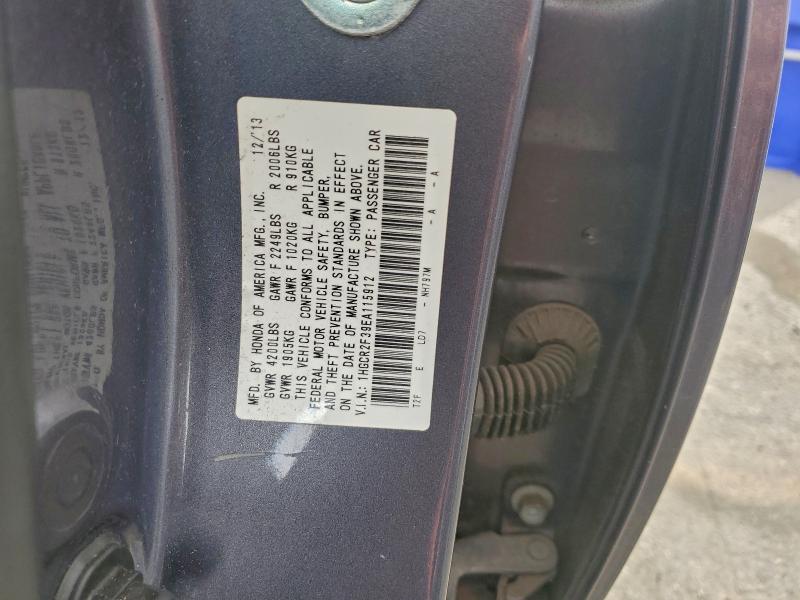 MFD. BY HONDA OF AMERICA MFG., INC. 12/'13
GVWR 4200LBS GAWR F 2249LBS R 2006LBS
GVWR 1905KG GAWR F 1020KG R 910KG
THIS VEHICLE CONFORMS TO ALL APPLICABLE
FEDERAL MOTOR VEHICLE SAFETY, BUMPER,
AND THEFT PREVENTION STANDARDS IN EFFECT
ON THE DATE OF MANUFACTURE SHOWN ABOVE.
V.I.N.: 1HGCR2F39EA115912 TYPE: PASSENGER CAR
T2F E LD7 - NH797M - A - A